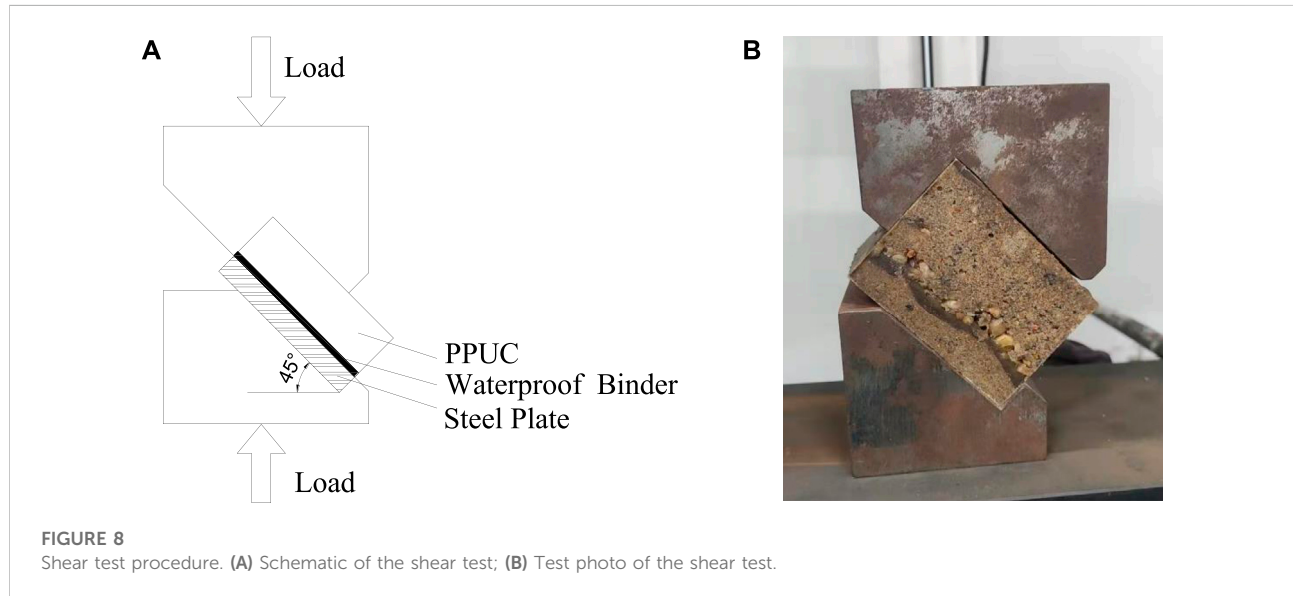 A
Load
45°
PPUC
Waterproof Binder
Steel Plate
Load
B
FIGURE 8
Shear test procedure. (A) Schematic of the shear test; (B) Test photo of the shear test.